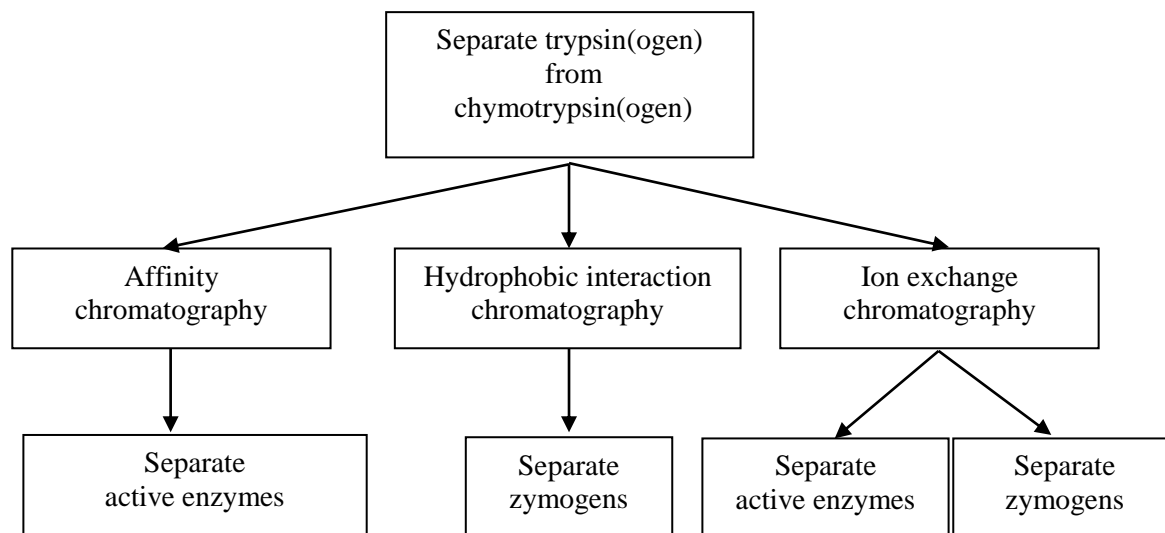 Separate trypsin(ogen)
from
chymotrypsin(ogen)
Affinity
chromatography
Hydrophobic interaction
chromatography
Ion exchange
chromatography
Separate
active enzymes
Separate
zymogens
Separate
active enzymes
Separate
zymogens